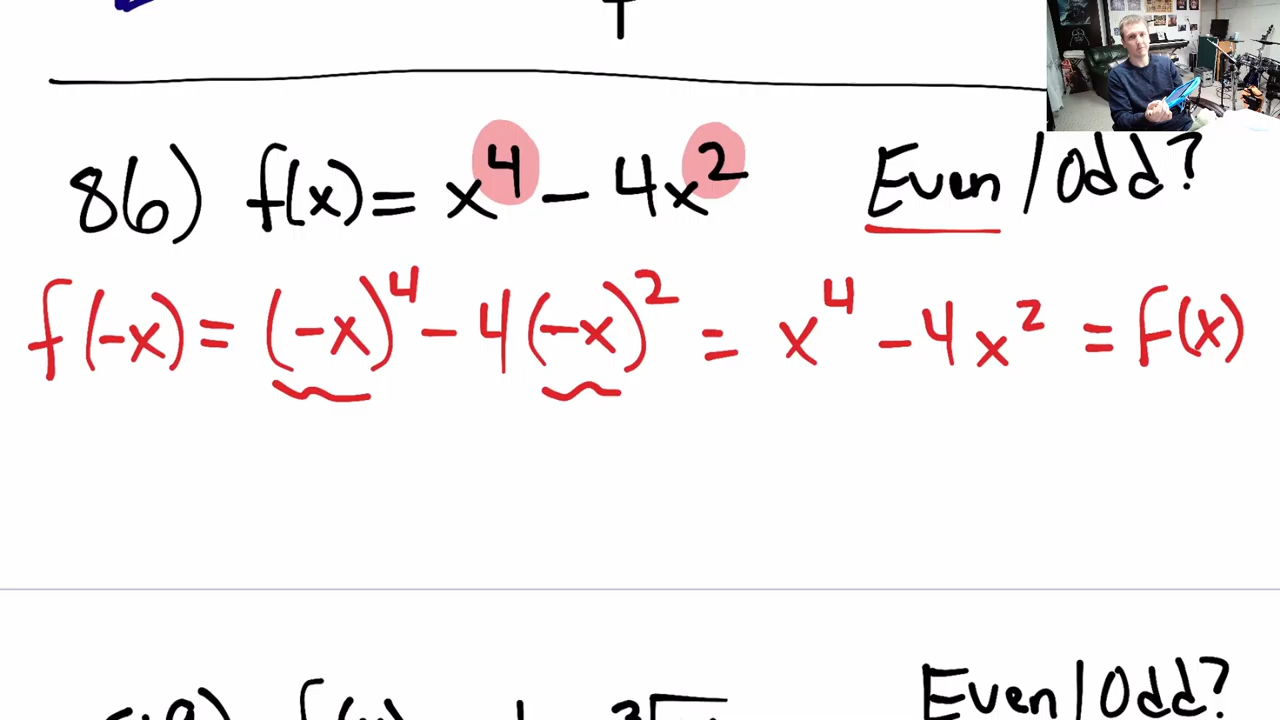 86) f(x) = x⁴ - 4x² Even/Odd?
f(-x) = (-x)⁴ - 4(-x)² = x⁴ - 4x² = f(x)
Even/Odd?